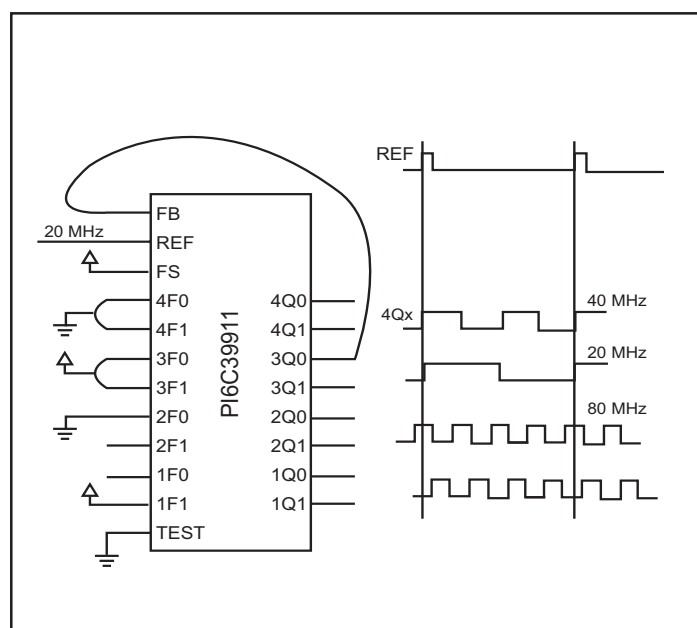 REF
FB
20 MHz
REF
FS
4F0
4F1
3F0
3F1
2F0
2F1
1F0
1F1
TEST
PI6C39911
4Q0
4Q1
3Q0
3Q1
2Q0
2Q1
1Q0
1Q1
4Qx
40 MHz
20 MHz
80 MHz